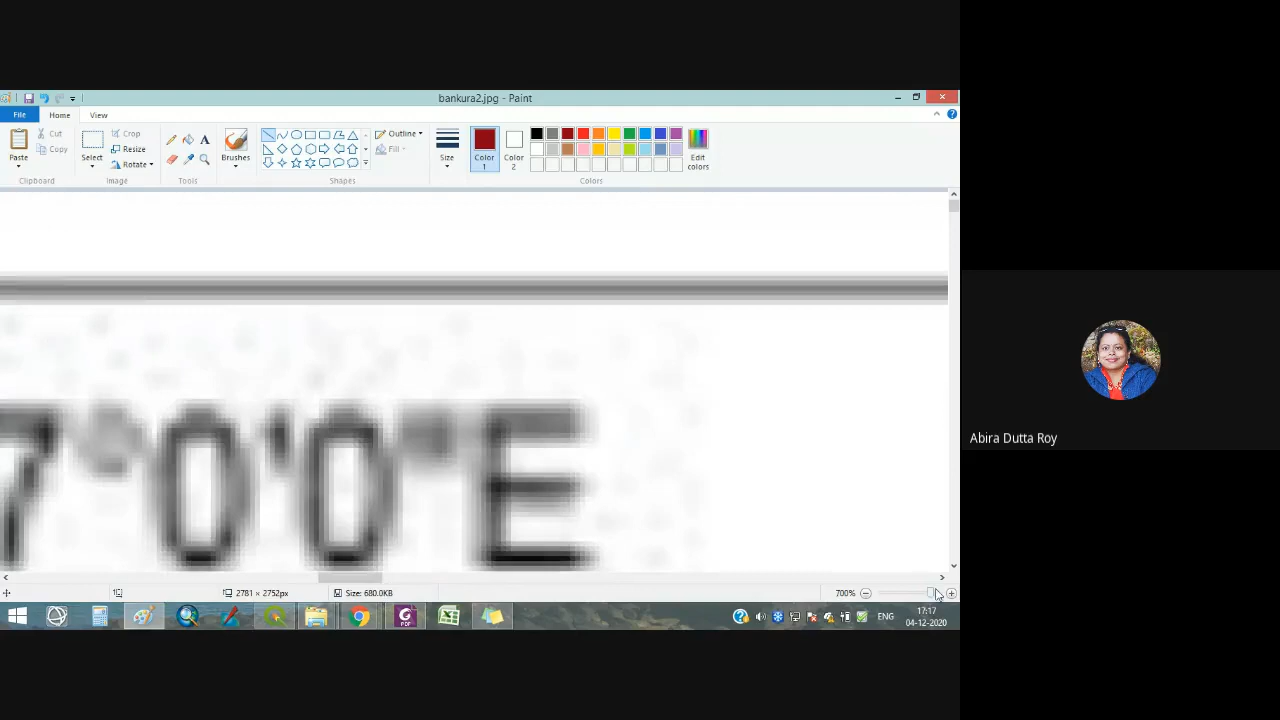 bankura2.jpg - Paint
File Home View
Paste
Cut
Copy
Clipboard
Select
Crop
Resize
Rotate
Image
Tools
Brushes
Shapes
Outline
Fill
Size
Color 1
Color 2
Colors
Edit colors
7°0'0"E
2781 × 2752px
Size: 680.0KB
700%
PDF
ENG
17:17
04-12-2020
Abira Dutta Roy